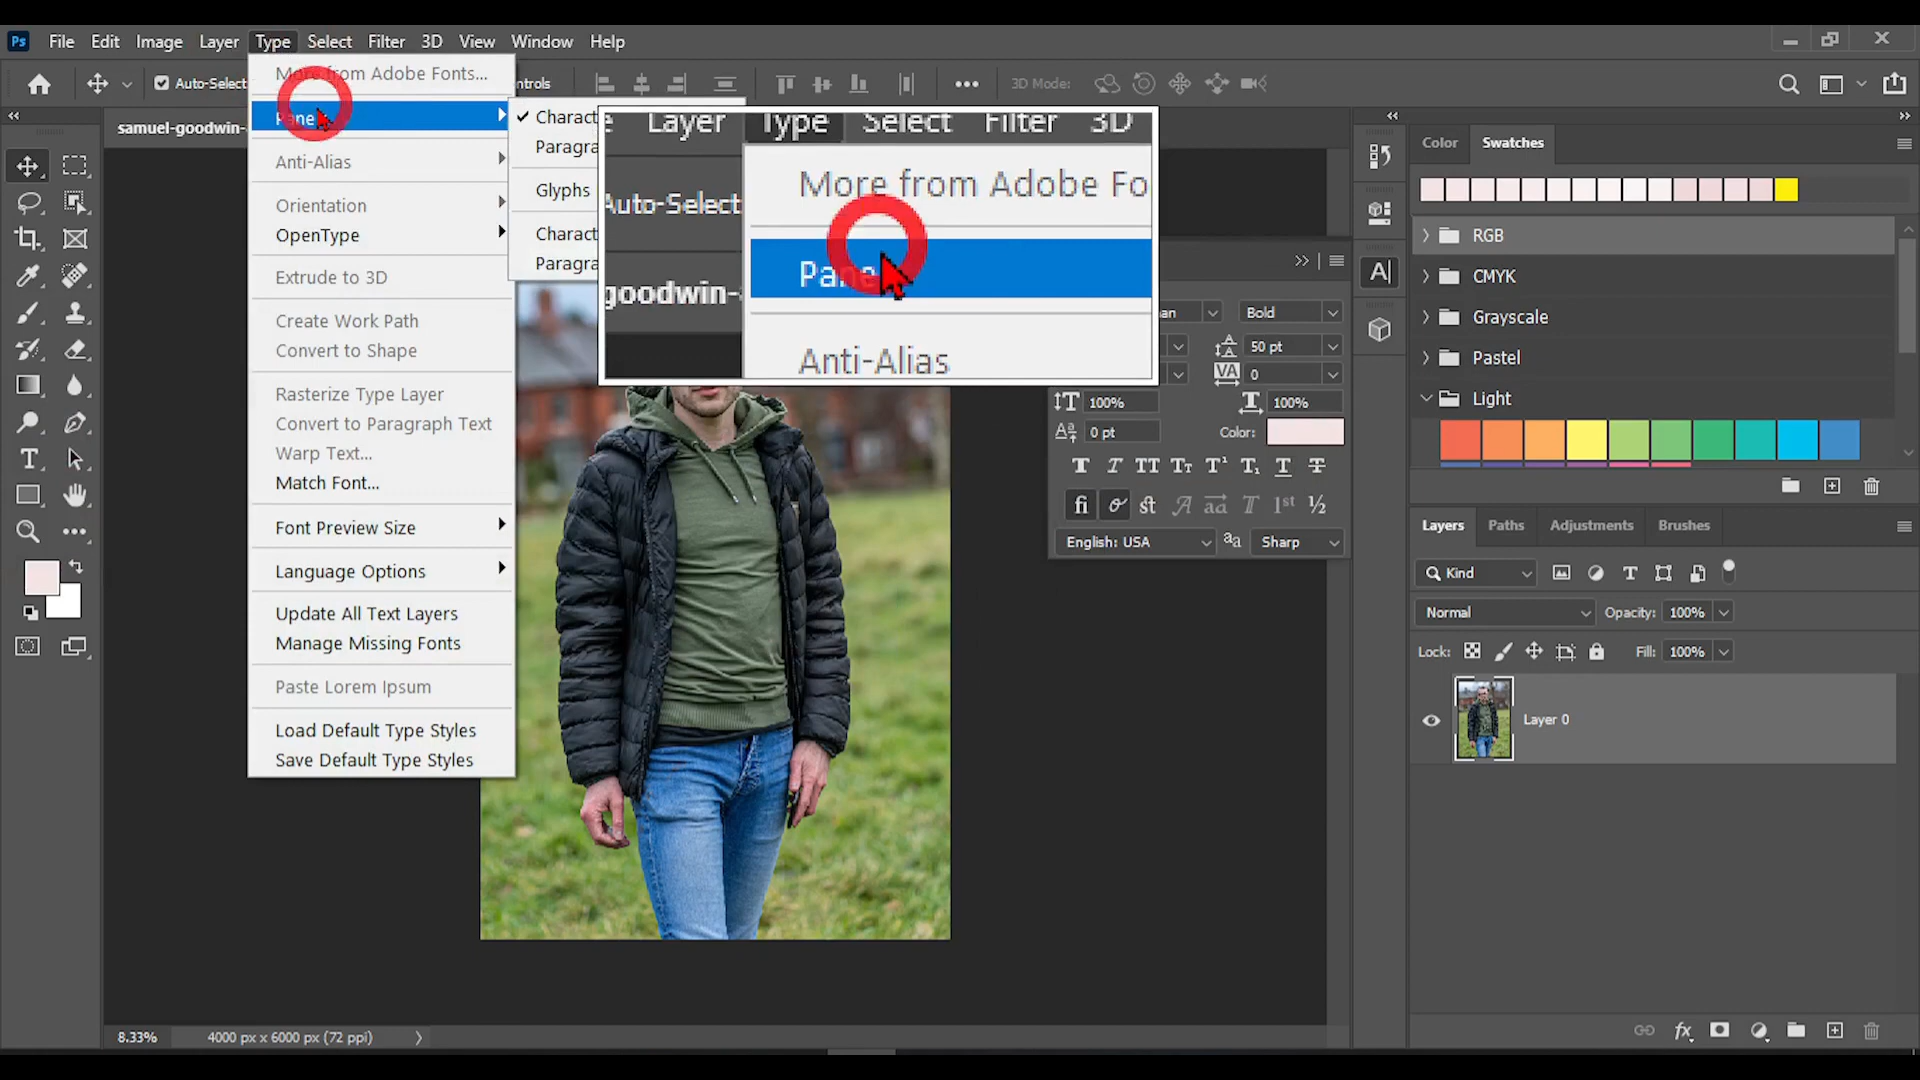 Ps File Edit Image Layer Type Select Filter 3D View Window Help
Auto-Select
ntrols
3D Mode:
samuel-goodwin-
More from Adobe Fonts...
Anti-Alias
Orientation
OpenType
Extrude to 3D
Create Work Path
Convert to Shape
Rasterize Type Layer
Convert to Paragraph Text
Warp Text...
Match Font...
Font Preview Size
Language Options
Update All Text Layers
Manage Missing Fonts
Paste Lorem Ipsum
Load Default Type Styles
Save Default Type Styles
Charact
Paragra
Glyphs
Charact
Paragra
Layer Type Select Filter 3D
More from Adobe Fo
Auto-Select
Pane
goodwin-
Anti-Alias
an Bold
50 pt
0
100% 100%
0 pt Color:
English: USA Sharp
Color Swatches
RGB
CMYK
Grayscale
Pastel
Light
Layers Paths Adjustments Brushes
Kind
Normal Opacity: 100%
Lock: Fill: 100%
Layer 0
8.33% 4000 px x 6000 px (72 ppi)